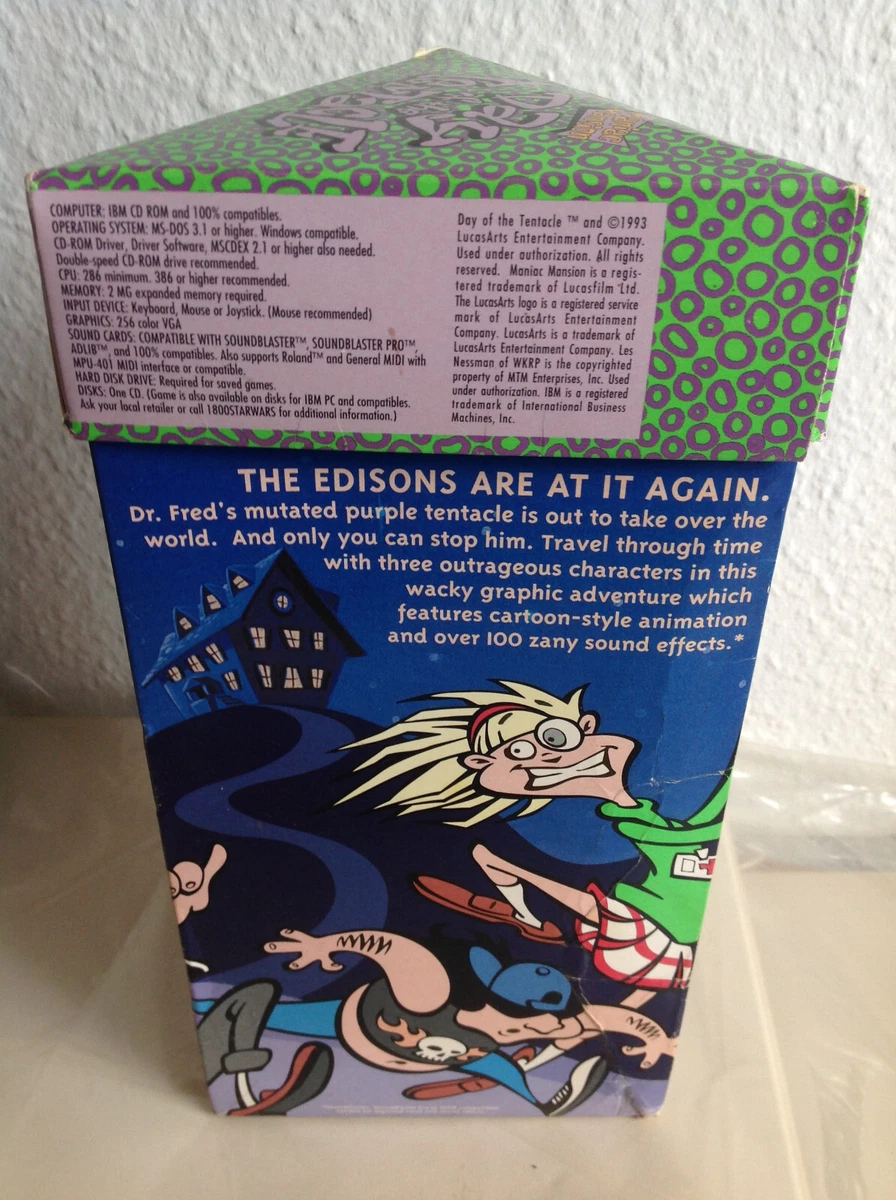 COMPUTER: IBM CD ROM and 100% compatibles.
OPERATING SYSTEM: MS-DOS 3.1 or higher. Windows compatible.
CD-ROM Driver, Driver Software, MSCDEX 2.1 or higher also needed.
Double-speed CD-ROM drive recommended.
CPU: 286 minimum. 386 or higher recommended.
MEMORY: 2 MG expanded memory required.
INPUT DEVICE: Keyboard, Mouse or Joystick. (Mouse recommended)
GRAPHICS: 256 color VGA
SOUND CARDS: COMPATIBLE WITH SOUNDBLASTER™, SOUNDBLASTER PRO™,
ADLIB™, and 100% compatibles. Also supports Roland™ and General MIDI with
MPU-401 MIDI interface or compatible.
HARD DISK DRIVE: Required for saved games.
DISKS: One CD. (Game is also available on disks for IBM PC and compatibles.
Ask your local retailer or call 1800STARWARS for additional information.)
Day of the Tentacle ™ and ©1993
LucasArts Entertainment Company.
Used under authorization. All rights
reserved. Maniac Mansion is a regis-
tered trademark of Lucasfilm Ltd.
The LucasArts logo is a registered service
mark of LucasArts Entertainment
Company. LucasArts is a trademark of
LucasArts Entertainment Company. Les
Nessman of WKRP is the copyrighted
property of MTM Enterprises, Inc. Used
under authorization. IBM is a registered
trademark of International Business
Machines, Inc.
THE EDISONS ARE AT IT AGAIN.
Dr. Fred's mutated purple tentacle is out to take over the
world. And only you can stop him. Travel through time
with three outrageous characters in this
wacky graphic adventure which
features cartoon-style animation
and over 100 zany sound effects.*